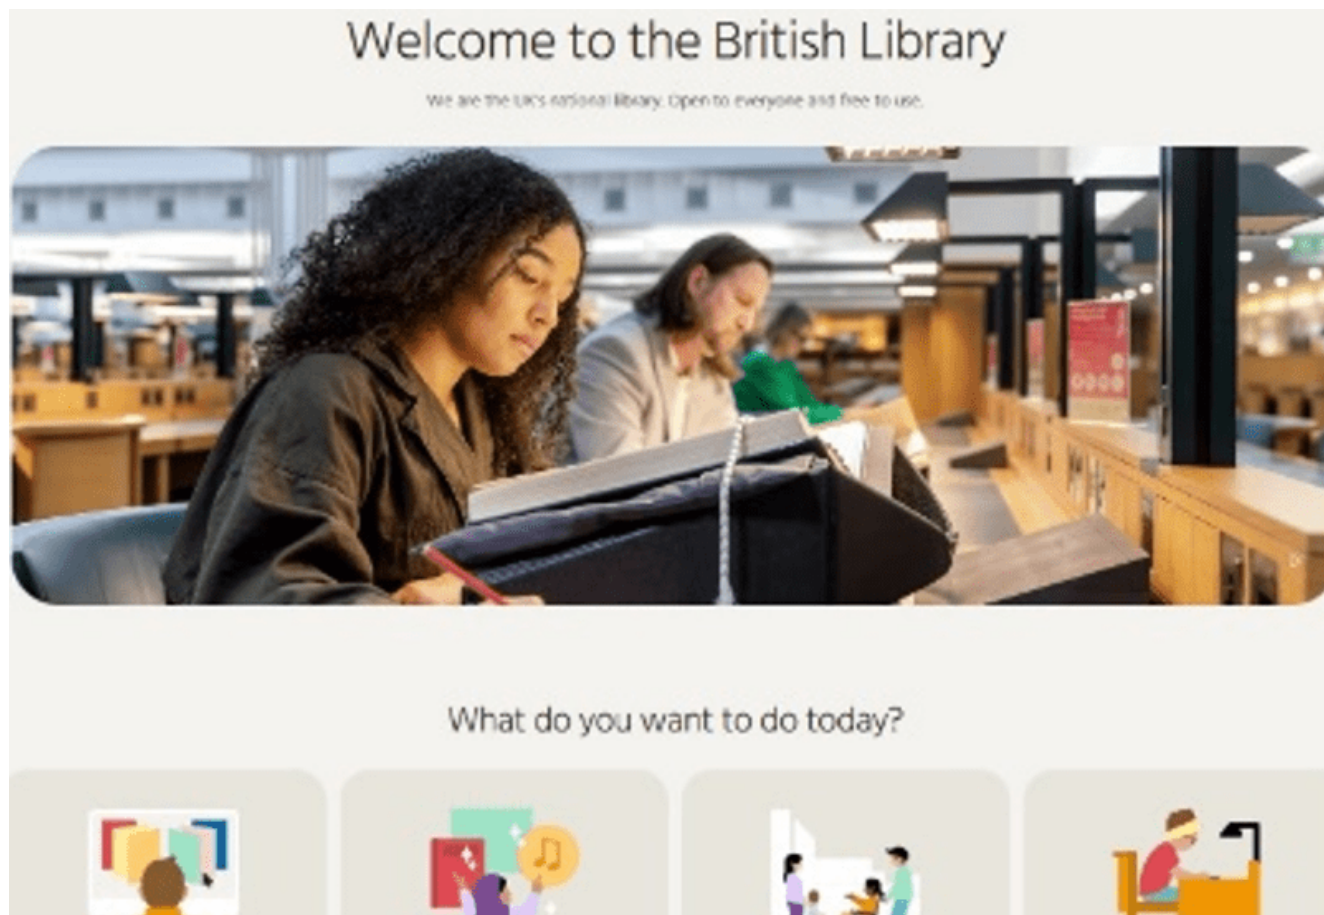 Welcome to the British Library
We are the UK's national library. Open to everyone and free to use.
What do you want to do today?